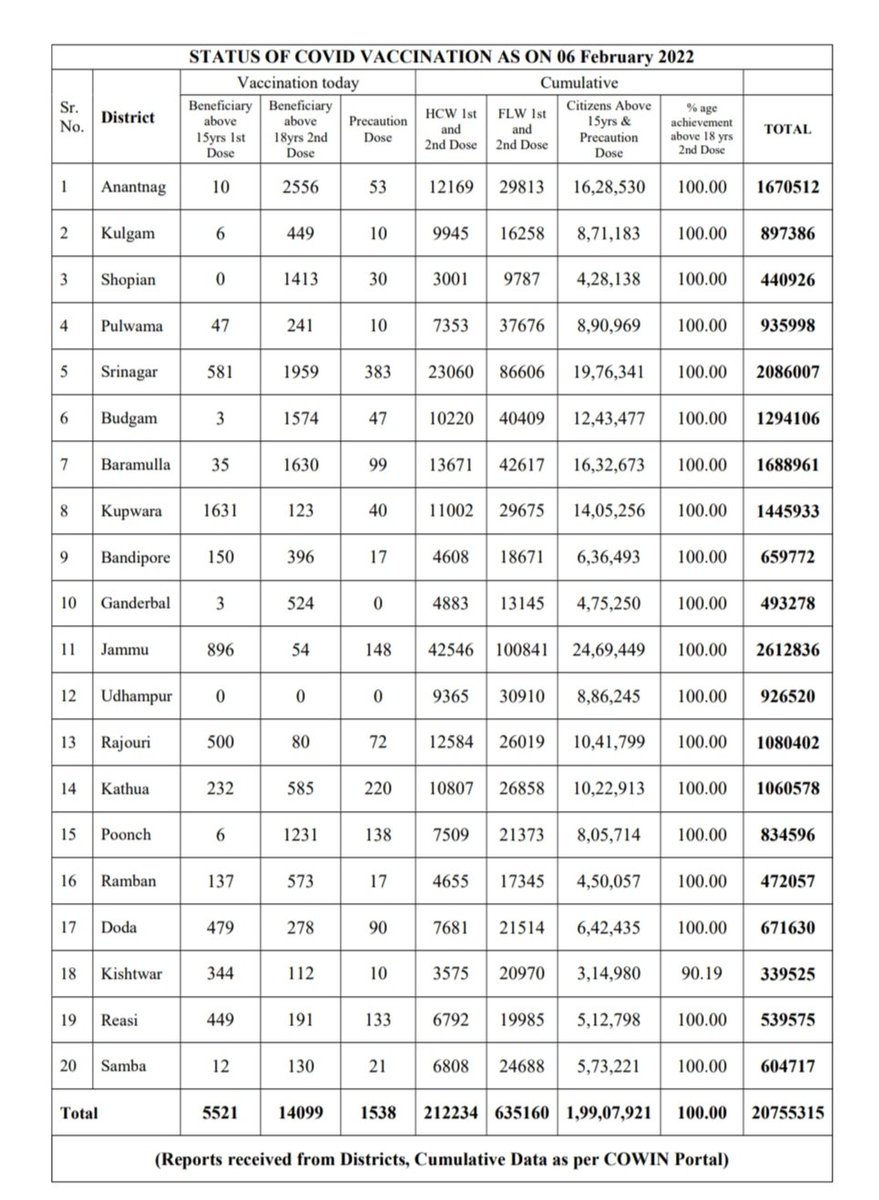 STATUS OF COVID VACCINATION AS ON 06 February 2022
Vaccination today Cumulative
Sr. No. District Beneficiary above 15yrs 1st Dose Beneficiary above 18yrs 2nd Dose Precaution Dose HCW 1st and 2nd Dose FLW 1st and 2nd Dose Citizens Above 15yrs & Precaution Dose % age achievement above 18 yrs 2nd Dose TOTAL
1 Anantnag 10 2556 53 12169 29813 16,28,530 100.00 1670512
2 Kulgam 6 449 10 9945 16258 8,71,183 100.00 897386
3 Shopian 0 1413 30 3001 9787 4,28,138 100.00 440926
4 Pulwama 47 241 10 7353 37676 8,90,969 100.00 935998
5 Srinagar 581 1959 383 23060 86606 19,76,341 100.00 2086007
6 Budgam 3 1574 47 10220 40409 12,43,477 100.00 1294106
7 Baramulla 35 1630 99 13671 42617 16,32,673 100.00 1688961
8 Kupwara 1631 123 40 11002 29675 14,05,256 100.00 1445933
9 Bandipore 150 396 17 4608 18671 6,36,493 100.00 659772
10 Ganderbal 3 524 0 4883 13145 4,75,250 100.00 493278
11 Jammu 896 54 148 42546 100841 24,69,449 100.00 2612836
12 Udhampur 0 0 0 9365 30910 8,86,245 100.00 926520
13 Rajouri 500 80 72 12584 26019 10,41,799 100.00 1080402
14 Kathua 232 585 220 10807 26858 10,22,913 100.00 1060578
15 Poonch 6 1231 138 7509 21373 8,05,714 100.00 834596
16 Ramban 137 573 17 4655 17345 4,50,057 100.00 472057
17 Doda 479 278 90 7681 21514 6,42,435 100.00 671630
18 Kishtwar 344 112 10 3575 20970 3,14,980 90.19 339525
19 Reasi 449 191 133 6792 19985 5,12,798 100.00 539575
20 Samba 12 130 21 6808 24688 5,73,221 100.00 604717
Total 5521 14099 1538 212234 635160 1,99,07,921 100.00 20755315
(Reports received from Districts, Cumulative Data as per COWIN Portal)